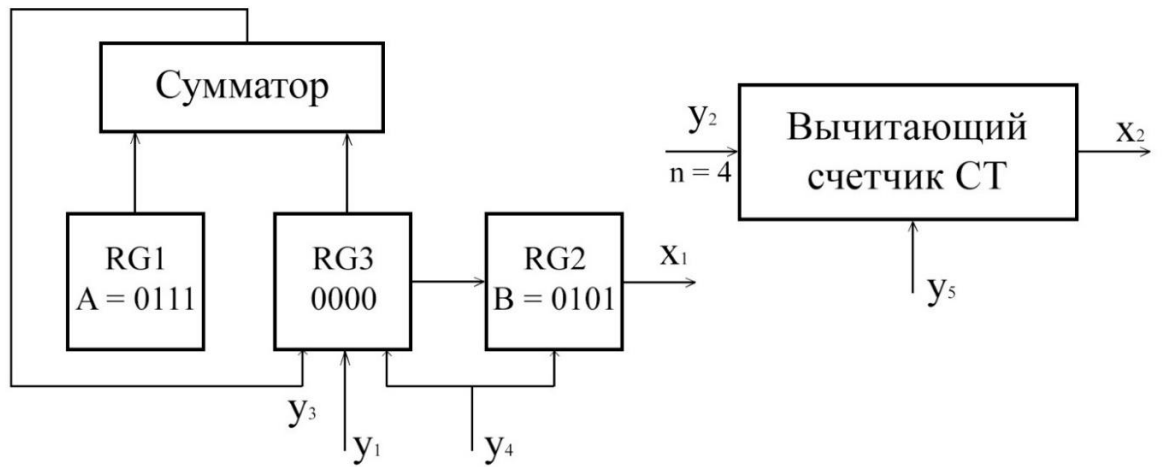 Сумматор
RG1
A = 0111
RG3
0000
RG2
B = 0101
x₁
y₃
y₁
y₄
y₂
n = 4
Вычитающий
счетчик СТ
x₂
y₅